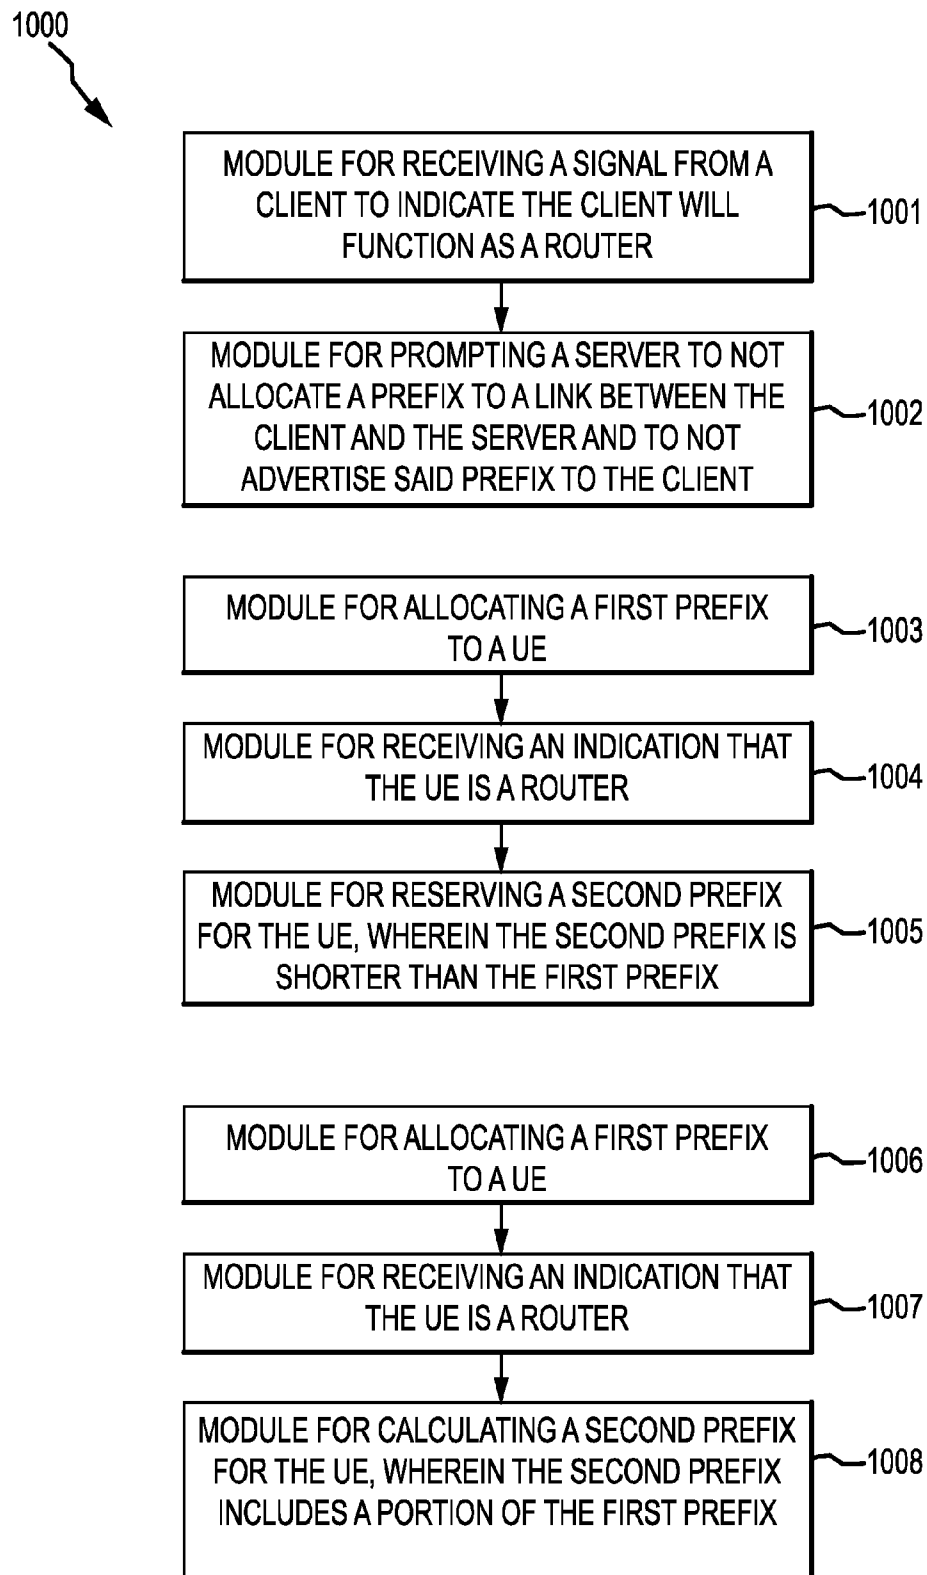 1000
MODULE FOR RECEIVING A SIGNAL FROM A
CLIENT TO INDICATE THE CLIENT WILL
FUNCTION AS A ROUTER
1001
MODULE FOR PROMPTING A SERVER TO NOT
ALLOCATE A PREFIX TO A LINK BETWEEN THE
CLIENT AND THE SERVER AND TO NOT
ADVERTISE SAID PREFIX TO THE CLIENT
1002
MODULE FOR ALLOCATING A FIRST PREFIX
TO A UE
1003
MODULE FOR RECEIVING AN INDICATION THAT
THE UE IS A ROUTER
1004
MODULE FOR RESERVING A SECOND PREFIX
FOR THE UE, WHEREIN THE SECOND PREFIX IS
SHORTER THAN THE FIRST PREFIX
1005
MODULE FOR ALLOCATING A FIRST PREFIX
TO A UE
1006
MODULE FOR RECEIVING AN INDICATION THAT
THE UE IS A ROUTER
1007
MODULE FOR CALCULATING A SECOND PREFIX
FOR THE UE, WHEREIN THE SECOND PREFIX
INCLUDES A PORTION OF THE FIRST PREFIX
1008